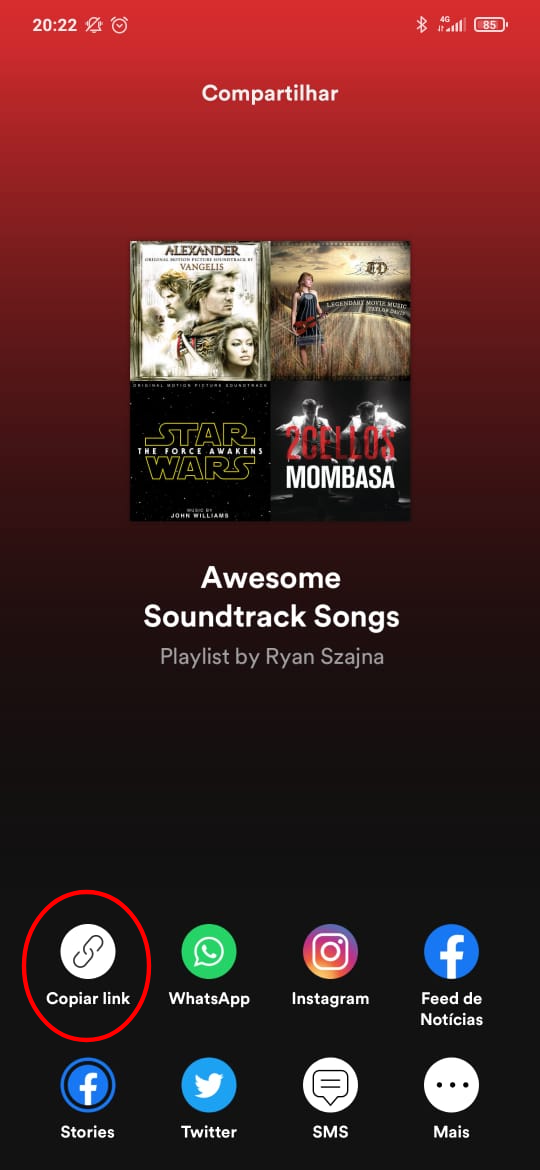 20:22
4G
85
Compartilhar
ALEXANDER
ORIGINAL MOTION PICTURE SOUNDTRACK BY
VANGELIS
TD
LEGENDARY MOVIE MUSIC
TAYLOR DAVIS
ORIGINAL MOTION PICTURE SOUNDTRACK
STAR
THE FORCE AWAKENS
WARS
MUSIC BY
JOHN WILLIAMS
2CELLOS
MOMBASA
Awesome
Soundtrack Songs
Playlist by Ryan Szajna
Copiar link
WhatsApp
Instagram
Feed de
Notícias
Stories
Twitter
SMS
Mais